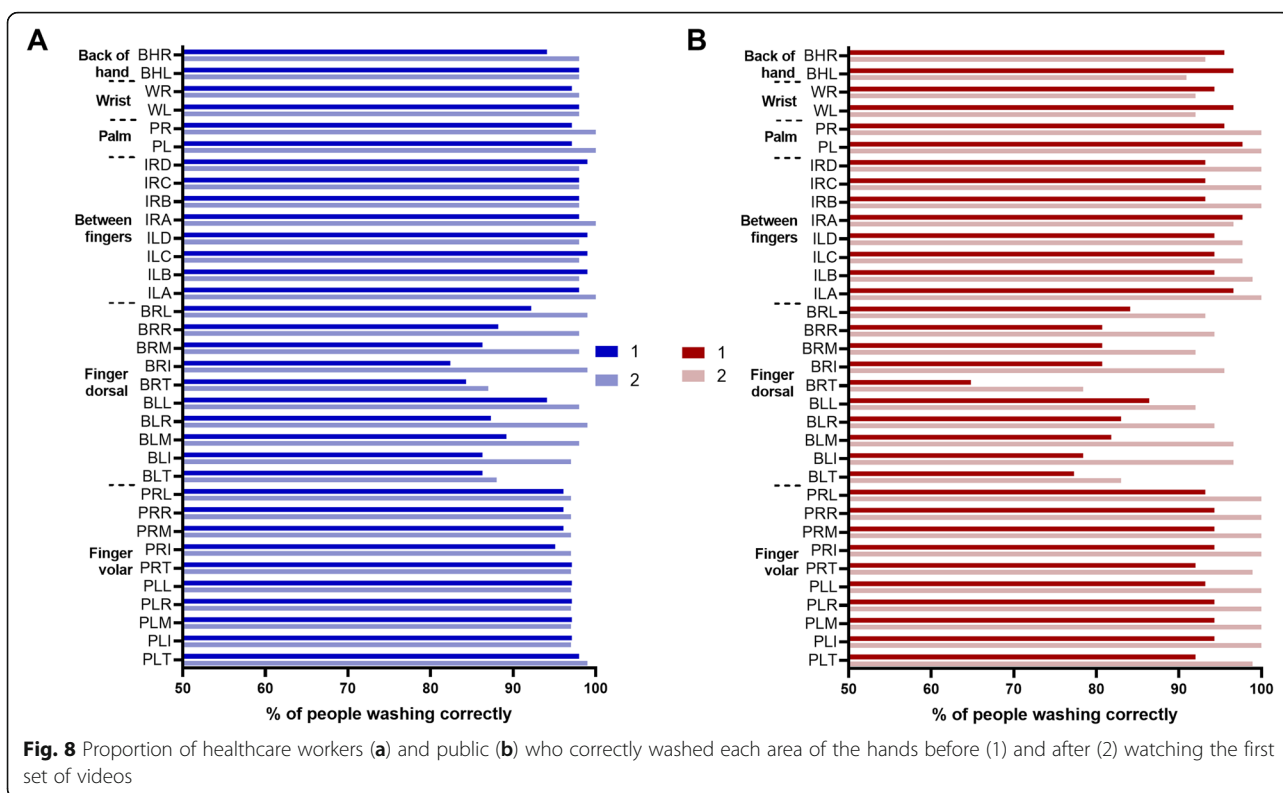 A
Back of
hand
Wrist
Palm
Between
fingers
Finger
dorsal
Finger
volar
BHR
BHL
WR
WL
PR
PL
IRD
IRC
IRB
IRA
ILD
ILC
ILB
ILA
BRL
BRR
BRM
BRI
BRT
BLL
BLR
BLM
BLI
BLT
PRL
PRR
PRM
PRI
PRT
PLL
PLR
PLM
PLI
PLT
50 60 70 80 90 100
% of people washing correctly
1
2
B
Back of
hand
Wrist
Palm
Between
fingers
Finger
dorsal
Finger
volar
BHR
BHL
WR
WL
PR
PL
IRD
IRC
IRB
IRA
ILD
ILC
ILB
ILA
BRL
BRR
BRM
BRI
BRT
BLL
BLR
BLM
BLI
BLT
PRL
PRR
PRM
PRI
PRT
PLL
PLR
PLM
PLI
PLT
50 60 70 80 90 100
% of people washing correctly
1
2
Fig. 8 Proportion of healthcare workers (a) and public (b) who correctly washed each area of the hands before (1) and after (2) watching the first
set of videos